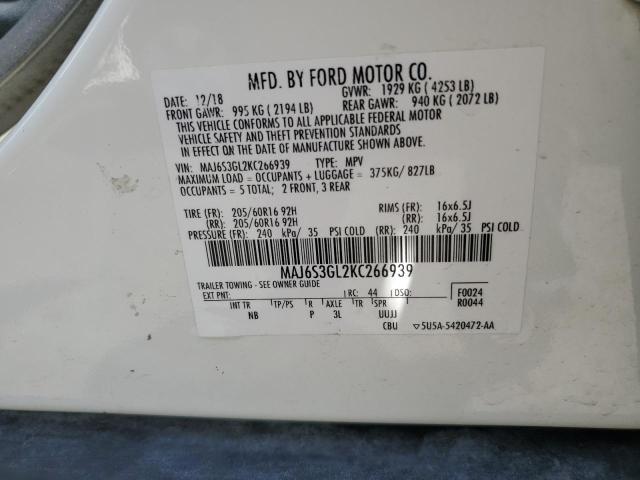 MFD. BY FORD MOTOR CO.
DATE: 12/18 GVWR: 1929 KG ( 4253 LB)
FRONT GAWR: 995 KG ( 2194 LB) REAR GAWR: 940 KG ( 2072 LB)
THIS VEHICLE CONFORMS TO ALL APPLICABLE FEDERAL MOTOR
VEHICLE SAFETY AND THEFT PREVENTION STANDARDS
IN EFFECT ON THE DATE OF MANUFACTURE SHOWN ABOVE.
VIN: MAJ6S3GL2KC266939 TYPE: MPV
MAXIMUM LOAD = OCCUPANTS + LUGGAGE = 375KG/ 827LB
OCCUPANTS = 5 TOTAL; 2 FRONT, 3 REAR
TIRE (FR): 205/60R16 92H RIMS (FR): 16x6.5J
(RR): 205/60R16 92H (RR): 16x6.5J
PRESSURE (FR): 240 kPa/ 35 PSI COLD (RR): 240 kPa/ 35 PSI COLD
MAJ6S3GL2KC266939
TRAILER TOWING - SEE OWNER GUIDE
EXT PNT: RC: 44 DSO: F0024
R0044
INT TR TP/PS R AXLE TR SPR
NB P 3L UUJJ
CBU ▽5U5A-5420472-AA